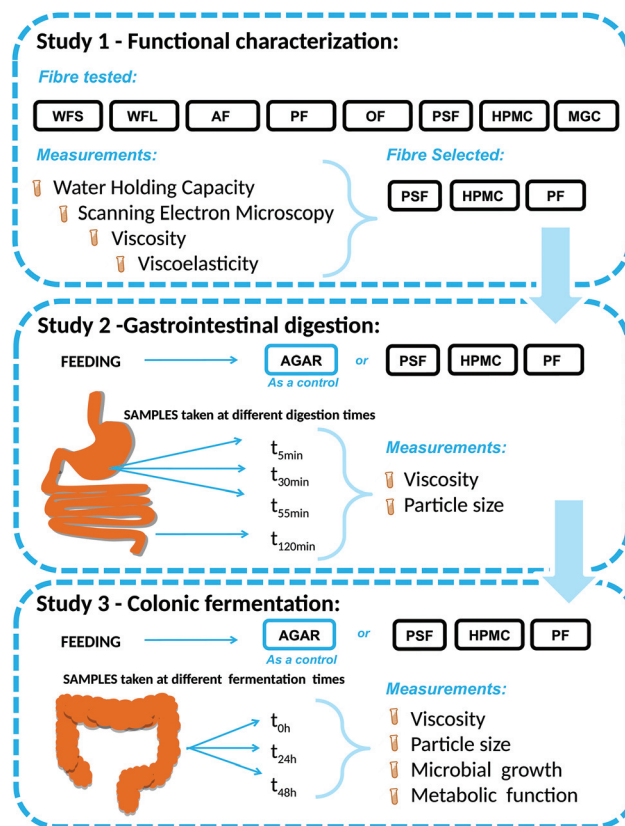 Study 1 - Functional characterization:
Fibre tested:
WFS WFL AF PF OF PSF HPMC MGC
Measurements:
Water Holding Capacity
Scanning Electron Microscopy
Viscosity
Viscoelasticity
Fibre Selected:
PSF HPMC PF
Study 2 -Gastrointestinal digestion:
FEEDING AGAR or PSF HPMC PF
As a control
SAMPLES taken at different digestion times
t5min
t30min
t55min
t120min
Measurements:
Viscosity
Particle size
Study 3 - Colonic fermentation:
FEEDING AGAR or PSF HPMC PF
As a control
SAMPLES taken at different fermentation times
t0h
t24h
t48h
Measurements:
Viscosity
Particle size
Microbial growth
Metabolic function